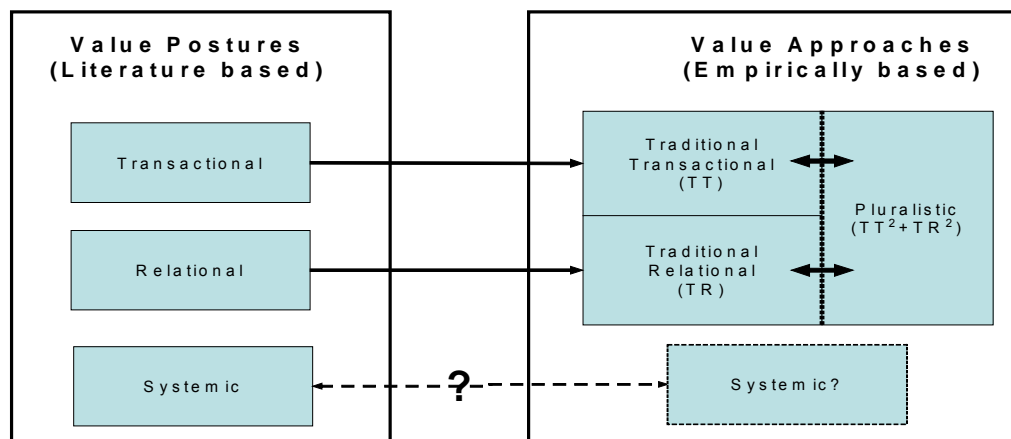 Value Postures
(Literature based)
Transactional
Relational
Systemic
?
Value Approaches
(Empirically based)
Traditional
Transactional
(TT)
Traditional
Relational
(TR)
Pluralistic
(TT²+TR²)
Systemic?